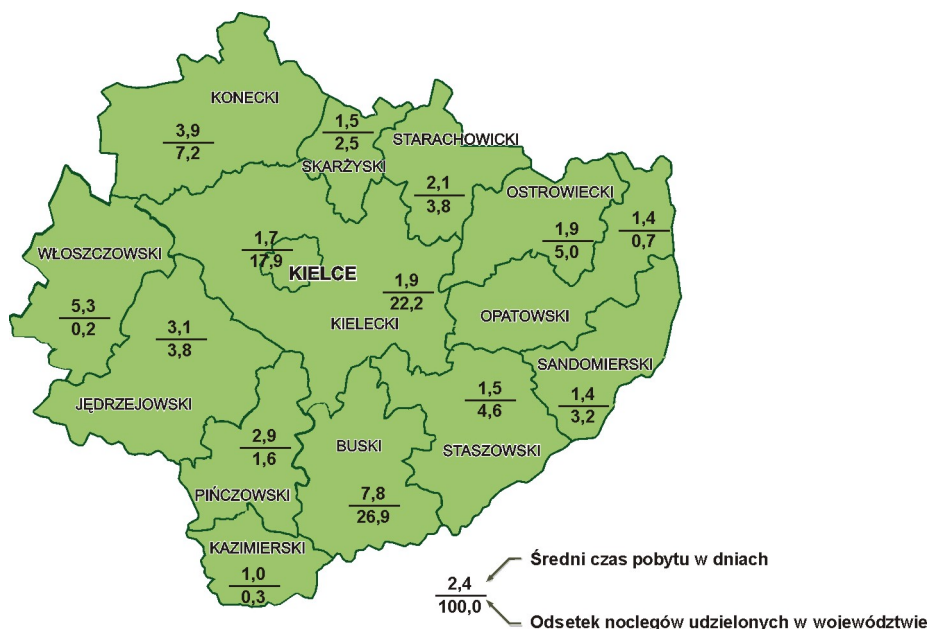 KONECKI
3,9
7,2
1,5
2,5
SKARŻYSKI
STARACHOWICKI
2,1
3,8
OSTROWIECKI
1,9
5,0
1,4
0,7
OPATOWSKI
WŁOSZCZOWSKI
5,3
0,2
1,7
17,9
KIELCE
1,9
22,2
KIELECKI
3,1
3,8
JĘDRZEJOWSKI
SANDOMIERSKI
1,4
3,2
1,5
4,6
STASZOWSKI
2,9
1,6
PIŃCZOWSKI
BUSKI
7,8
26,9
KAZIMIERSKI
1,0
0,3
Średni czas pobytu w dniach
2,4
100,0
Odsetek noclegów udzielonych w województwie